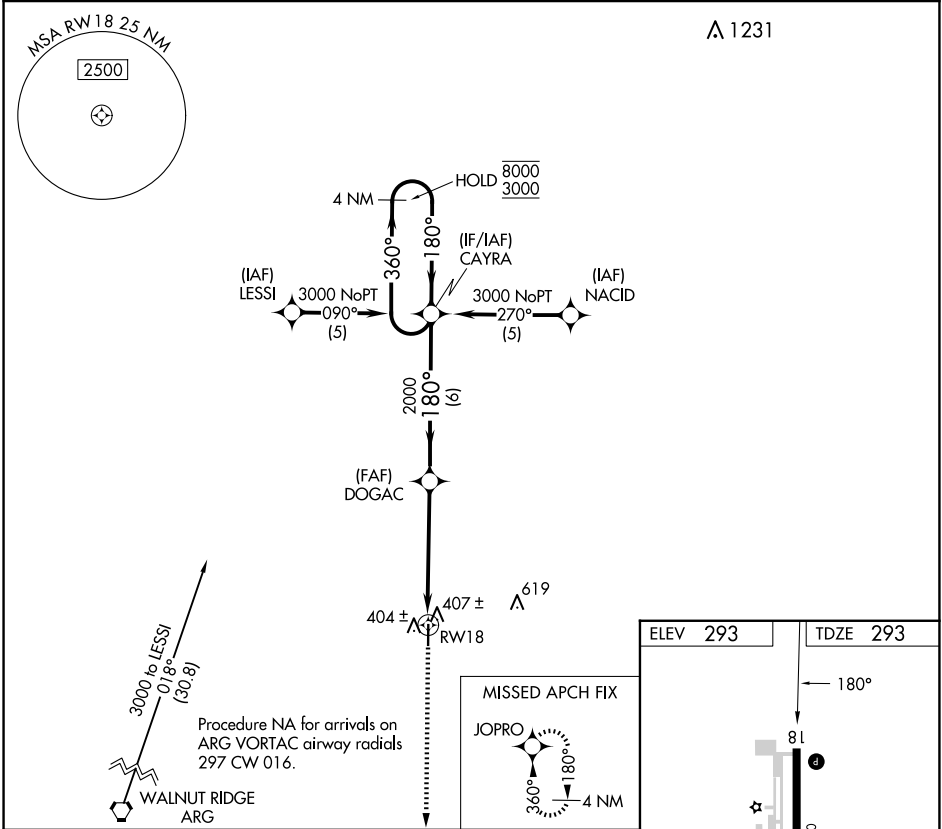 MSA RW18 25 NM
2500
1231
HOLD 8000
3000
4 NM
360°
180°
(IF/IAF)
CAYRA
(IAF)
LESSI
3000 NoPT
090°
(5)
3000 NoPT
270°
(5)
(IAF)
NACID
2000
180°
(6)
(FAF)
DOGAC
404 ±
407 ±
619
RW18
3000 to LESSI
018°
(30.8)
Procedure NA for arrivals on
ARG VORTAC airway radials
297 CW 016.
WALNUT RIDGE
ARG
MISSED APCH FIX
JOPRO
360°
180°
4 NM
ELEV 293
TDZE 293
180°
18
P